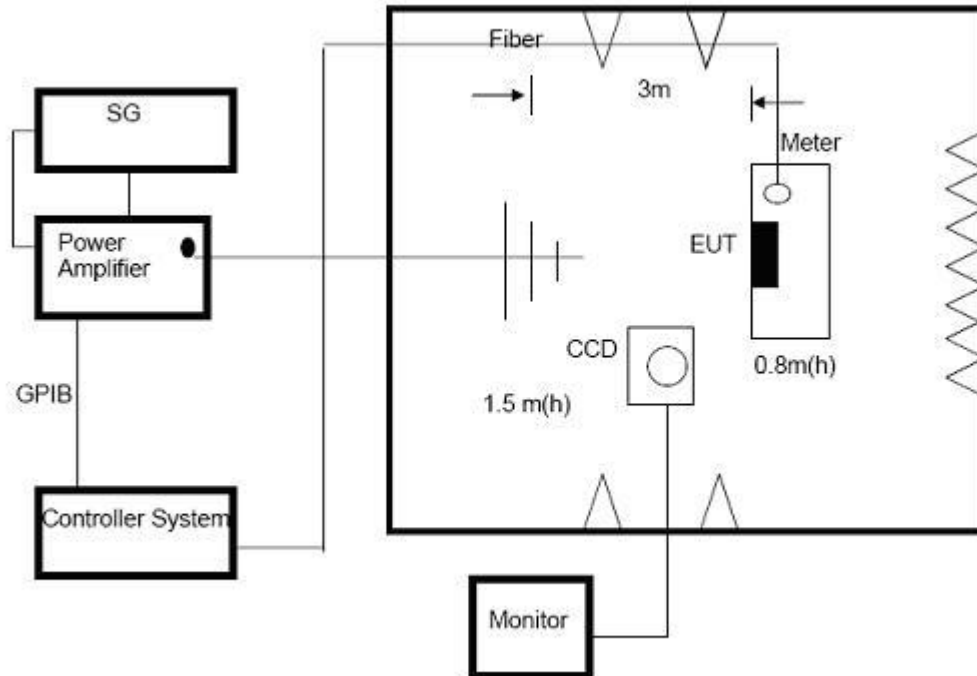 Fiber
3m
SG
Meter
Power
Amplifier
EUT
CCD
0.8m(h)
GPIB
1.5 m(h)
Controller System
Monitor